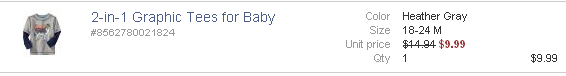 2-in-1 Graphic Tees for Baby
#8562780021824
Color Heather Gray
Size 18-24 M
Unit price $14.94 $9.99
Qty 1 $9.99